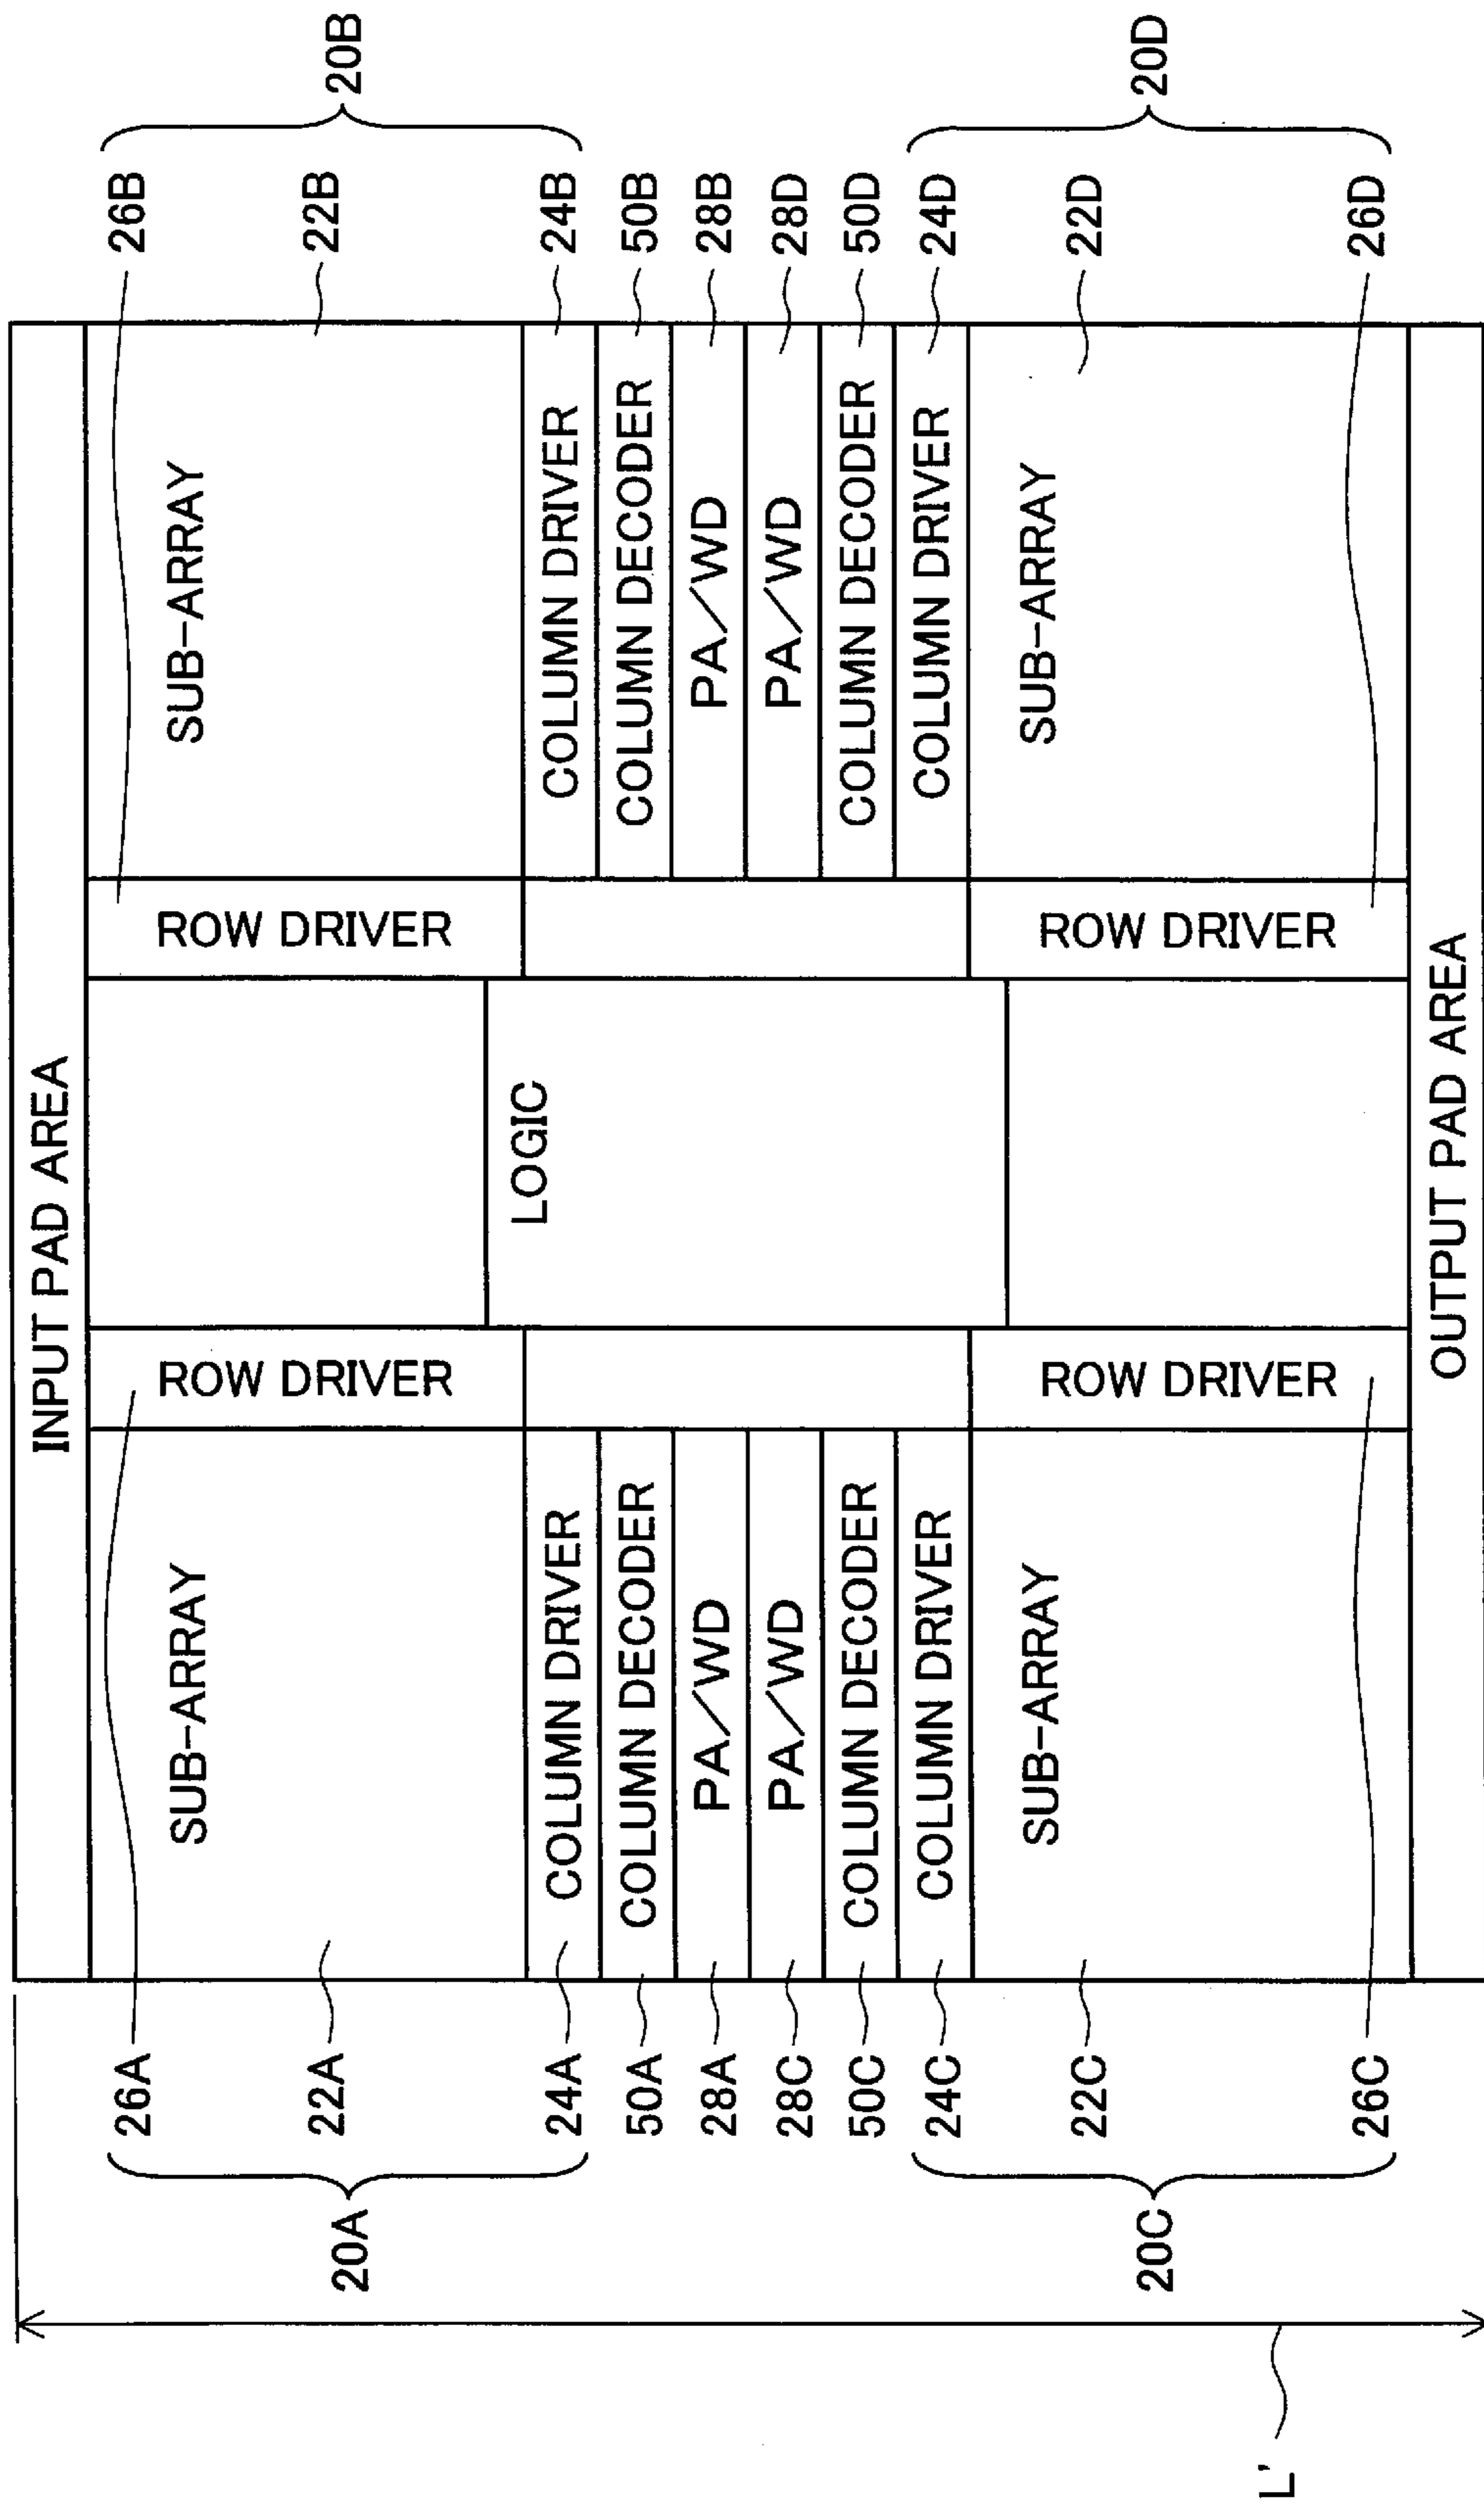 INPUT PAD AREA
26A
ROW DRIVER
ROW DRIVER
26B
20A
22A
SUB-ARRAY
SUB-ARRAY
22B
20B
24A
COLUMN DRIVER
LOGIC
COLUMN DRIVER
24B
50A
COLUMN DECODER
COLUMN DECODER
50B
28A
PA/WD
PA/WD
28B
28C
PA/WD
PA/WD
28D
50C
COLUMN DECODER
COLUMN DECODER
50D
24C
COLUMN DRIVER
COLUMN DRIVER
24D
20C
22C
SUB-ARRAY
SUB-ARRAY
22D
20D
L'
26C
ROW DRIVER
ROW DRIVER
26D
OUTPUT PAD AREA